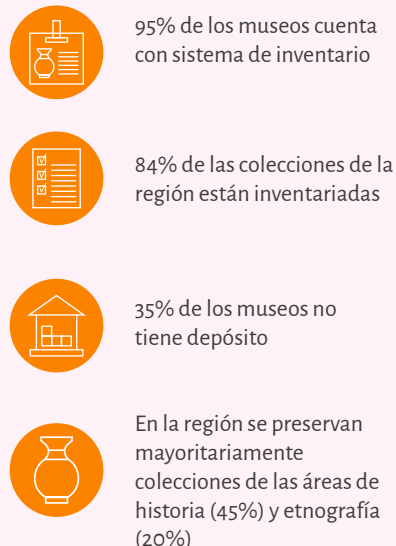 95% de los museos cuenta
con sistema de inventario
84% de las colecciones de la
región están inventariadas
35% de los museos no
tiene depósito
En la región se preservan
mayoritariamente
colecciones de las áreas de
historia (45%) y etnografía
(20%)